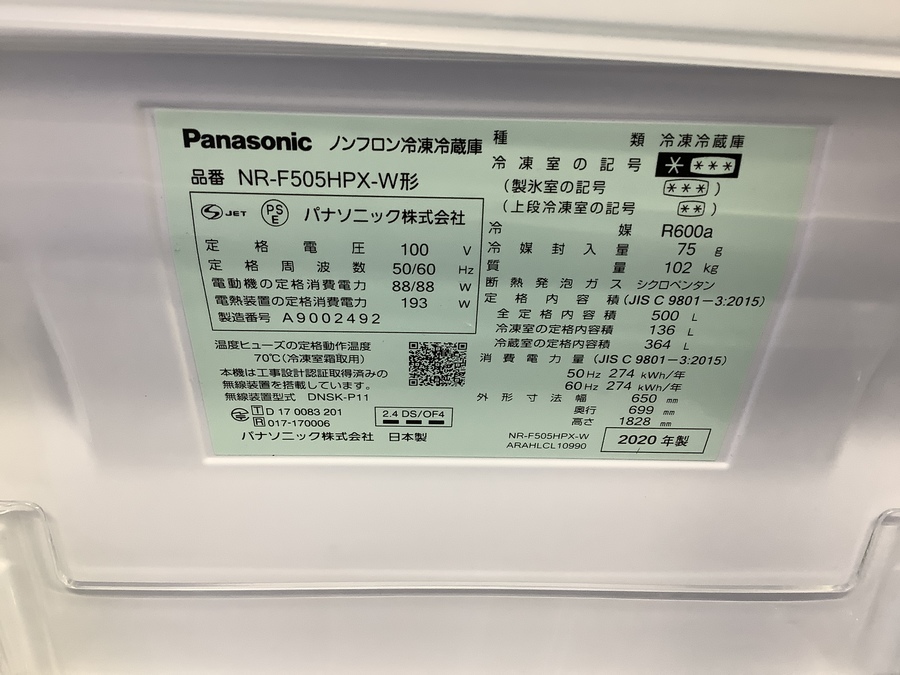 Panasonic ノンフロン冷凍冷蔵庫
品番 NR-F505HPX-W形
S JET PSE パナソニック株式会社
定格電圧 100 V
定格周波数 50/60 Hz
電動機の定格消費電力 88/88 W
電熱装置の定格消費電力 193 W
製造番号 A9002492
温度ヒューズの定格動作温度
70℃(冷凍室霜取用)
本機は工事設計認証取得済みの
無線装置を搭載しています。
無線装置型式 DNSK-P11
T D 17 0083 201
R 017-170006
2.4 DS/OF4
パナソニック株式会社 日本製
種類 冷凍冷蔵庫
冷凍室の記号 * ***
(製氷室の記号 ***)
(上段冷凍室の記号 **)
冷媒 R600a
冷媒封入量 75 g
質量 102 kg
断熱発泡ガス シクロペンタン
定格内容積 (JIS C 9801-3:2015)
全定格内容積 500 L
冷凍室の定格内容積 136 L
冷蔵室の定格内容積 364 L
消費電力量 (JIS C 9801-3:2015)
50 Hz 274 kWh/年
60 Hz 274 kWh/年
外形寸法 幅 650 mm
奥行 699 mm
高さ 1828 mm
NR-F505HPX-W
ARAHLCL10990
2020 年製